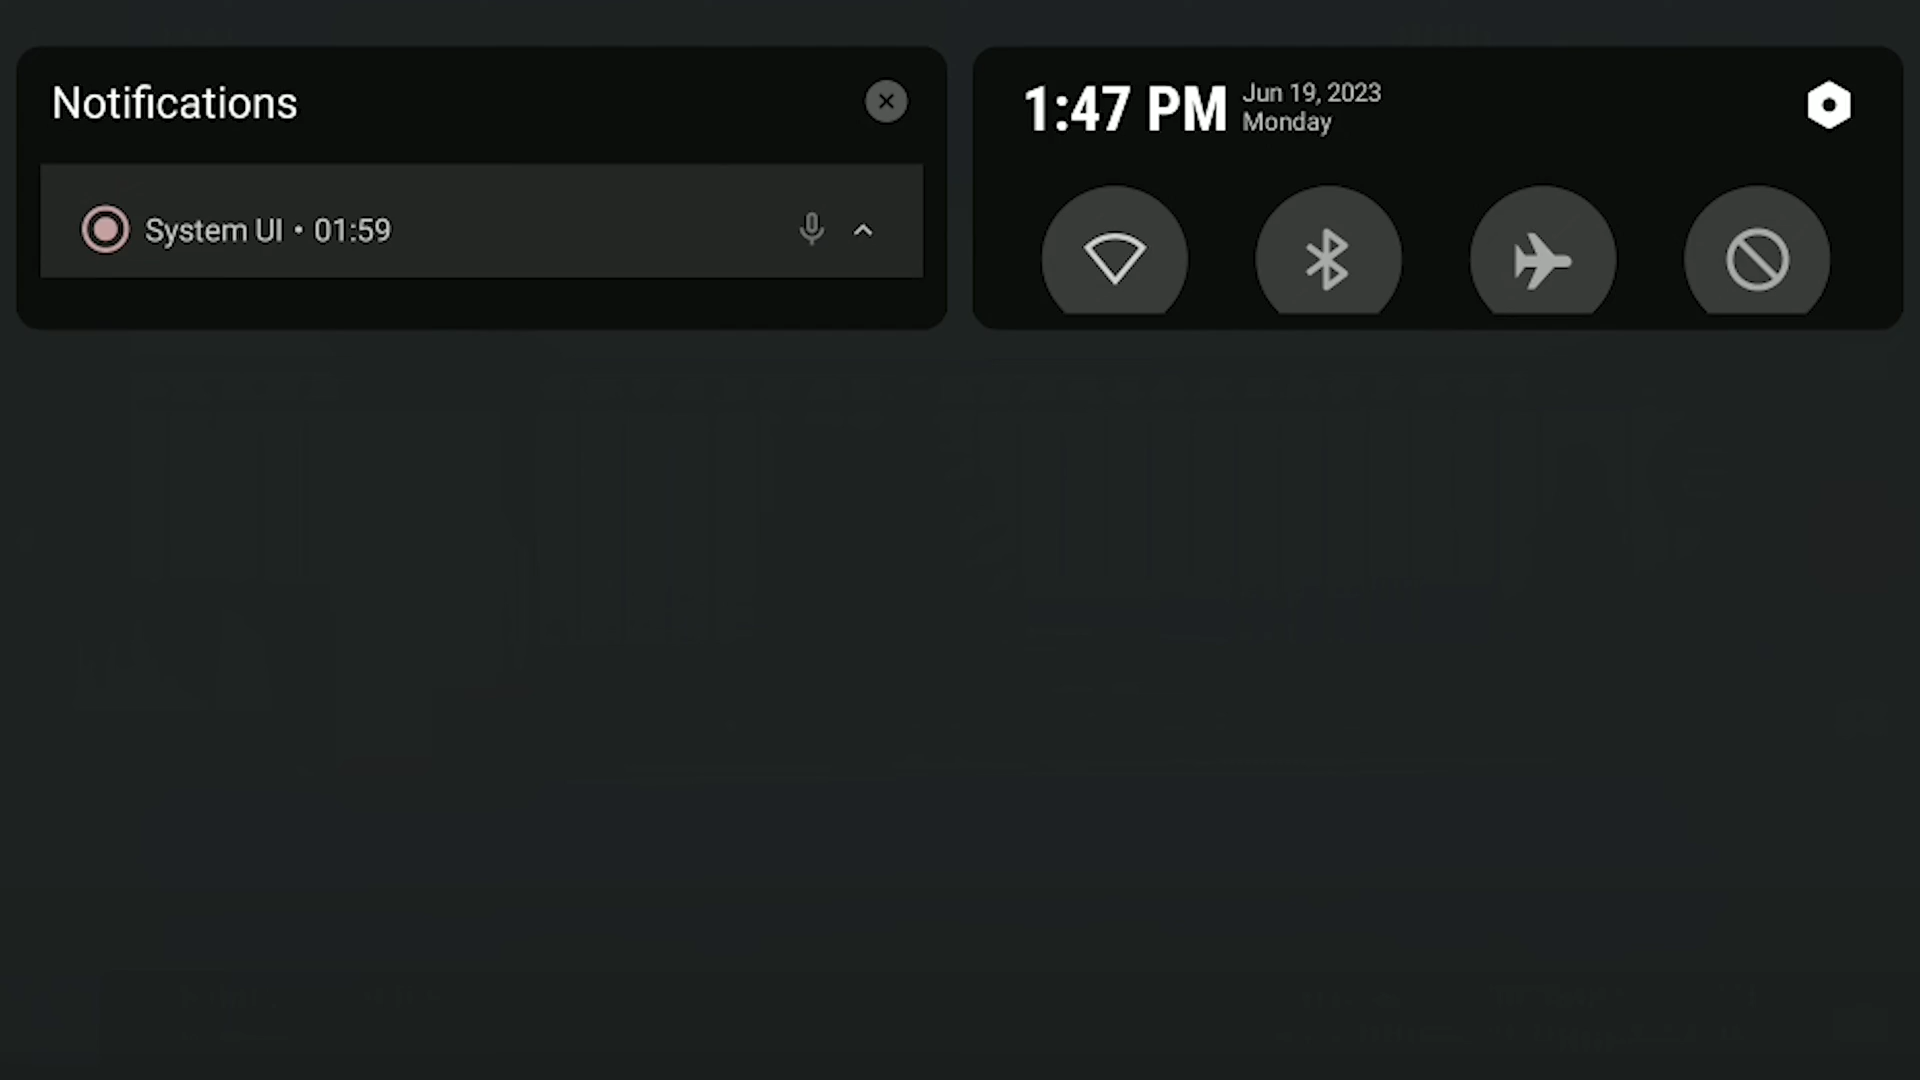 Notifications
System UI • 01:59
1:47 PM
Jun 19, 2023
Monday